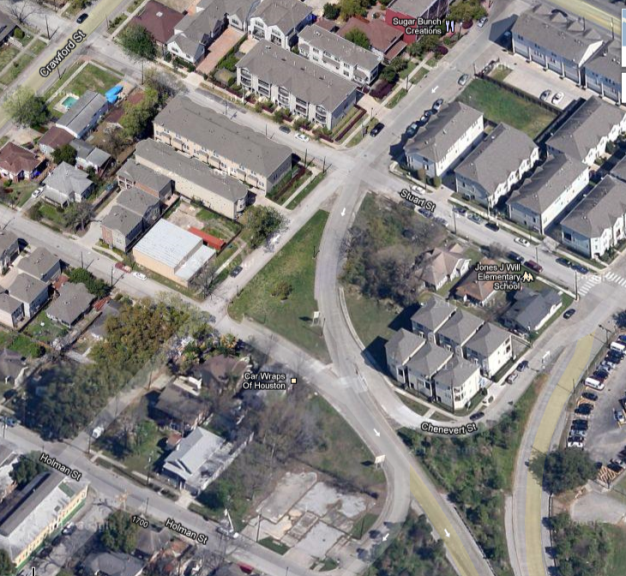 Sugar Bunch
Creations
Crawford St
Stuart St
Jones J Will
Elementary
School
Car Wraps
Of Houston
Chenevert St
Holman St
1700
Holman St